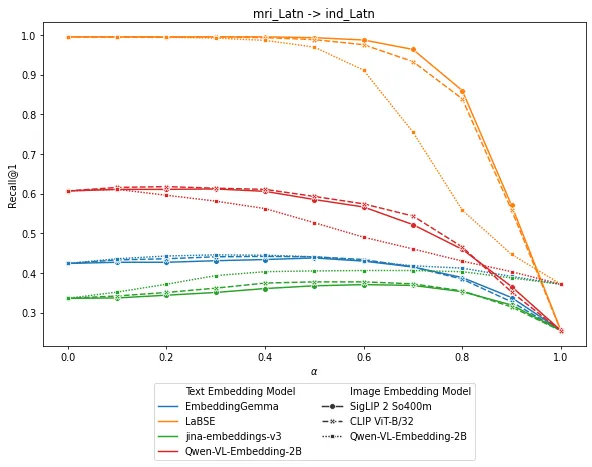 mri_Latn -> ind_Latn
Recall@1
1.0
0.9
0.8
0.7
0.6
0.5
0.4
0.3
0.0
0.2
0.4
0.6
0.8
1.0
α
Text Embedding Model
EmbeddingGemma
LaBSE
jina-embeddings-v3
Qwen-VL-Embedding-2B
Image Embedding Model
SigLIP 2 So400m
CLIP ViT-B/32
Qwen-VL-Embedding-2B